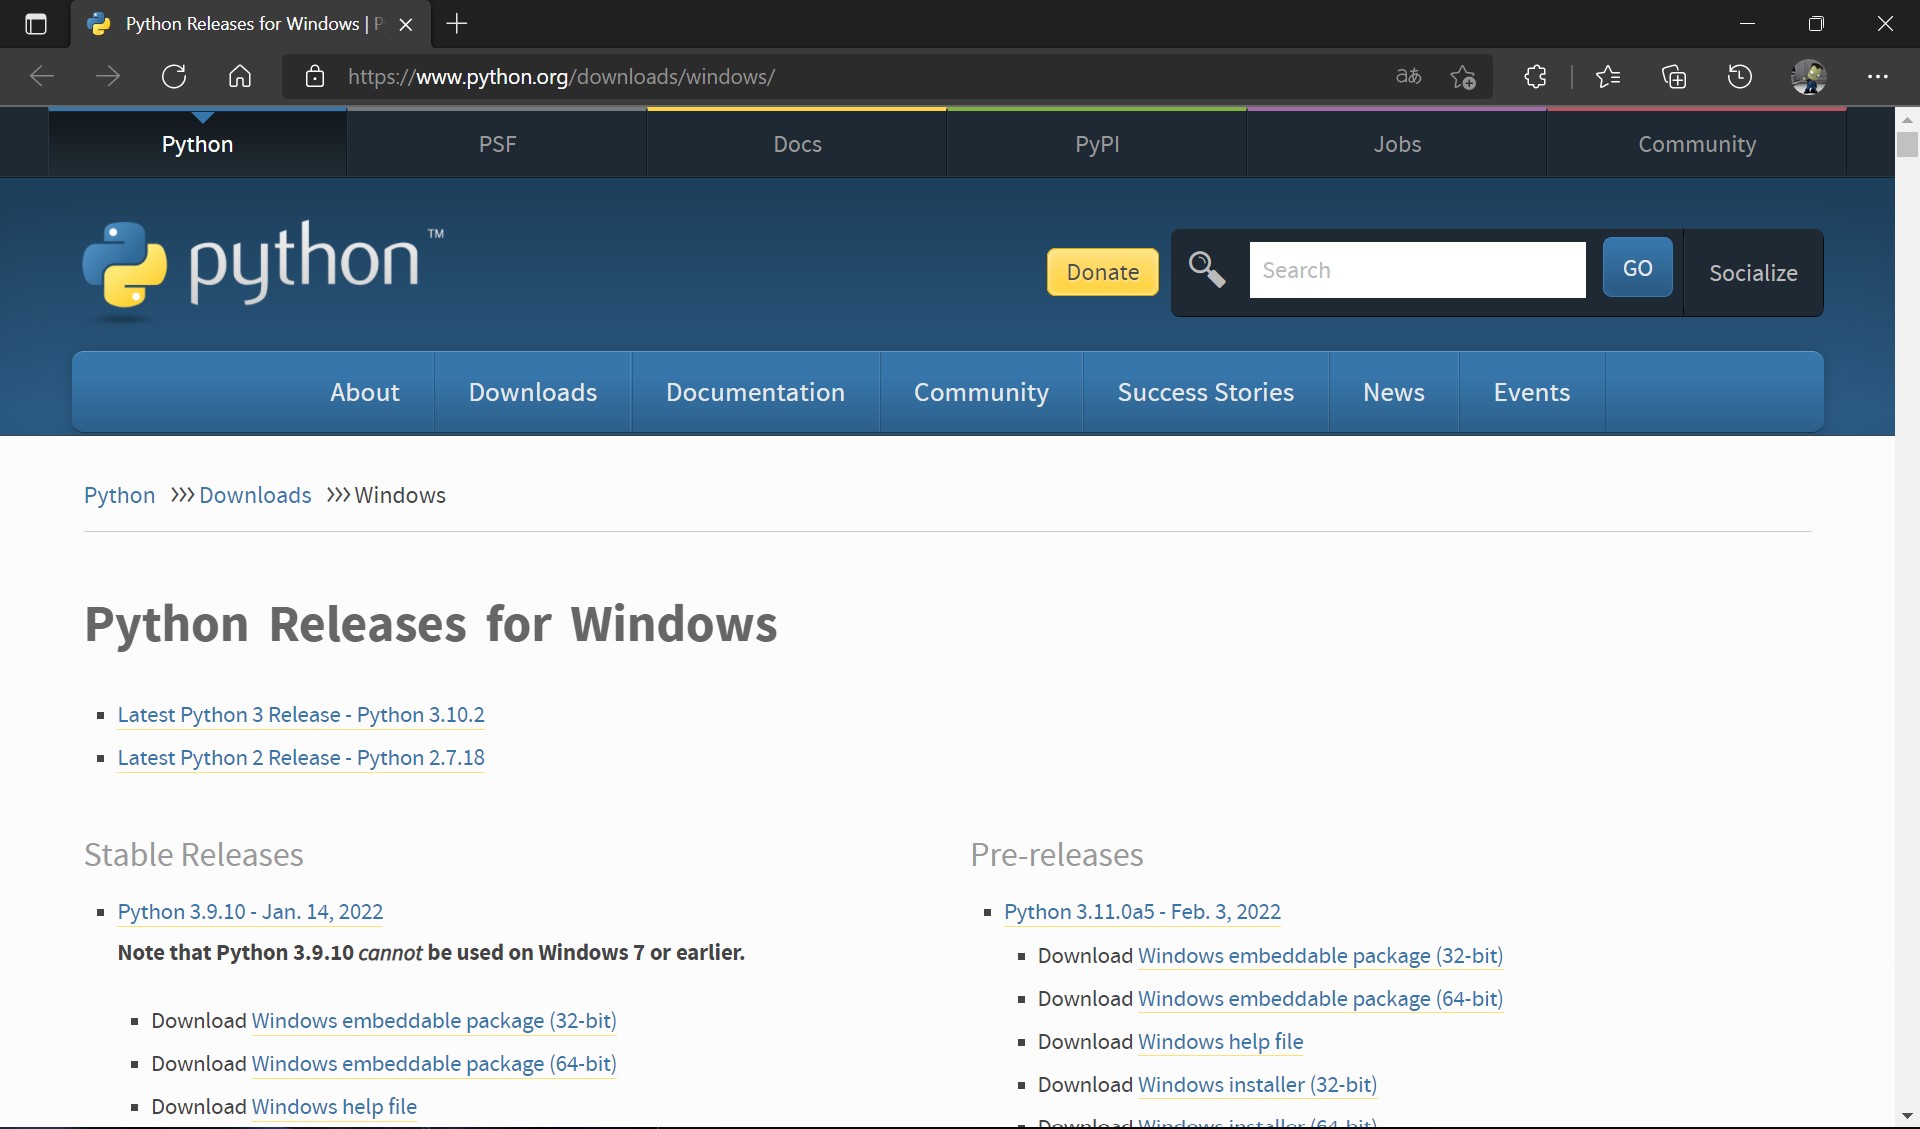 Python Releases for Windows | P
https://www.python.org/downloads/windows/
Python
PSF
Docs
PyPI
Jobs
Community
python™
Donate
Search
GO
Socialize
About
Downloads
Documentation
Community
Success Stories
News
Events
Python >>> Downloads >>> Windows
Python Releases for Windows
Latest Python 3 Release - Python 3.10.2
Latest Python 2 Release - Python 2.7.18
Stable Releases
Python 3.9.10 - Jan. 14, 2022
Note that Python 3.9.10 cannot be used on Windows 7 or earlier.
Download Windows embeddable package (32-bit)
Download Windows embeddable package (64-bit)
Download Windows help file
Pre-releases
Python 3.11.0a5 - Feb. 3, 2022
Download Windows embeddable package (32-bit)
Download Windows embeddable package (64-bit)
Download Windows help file
Download Windows installer (32-bit)
Download Windows installer (64-bit)